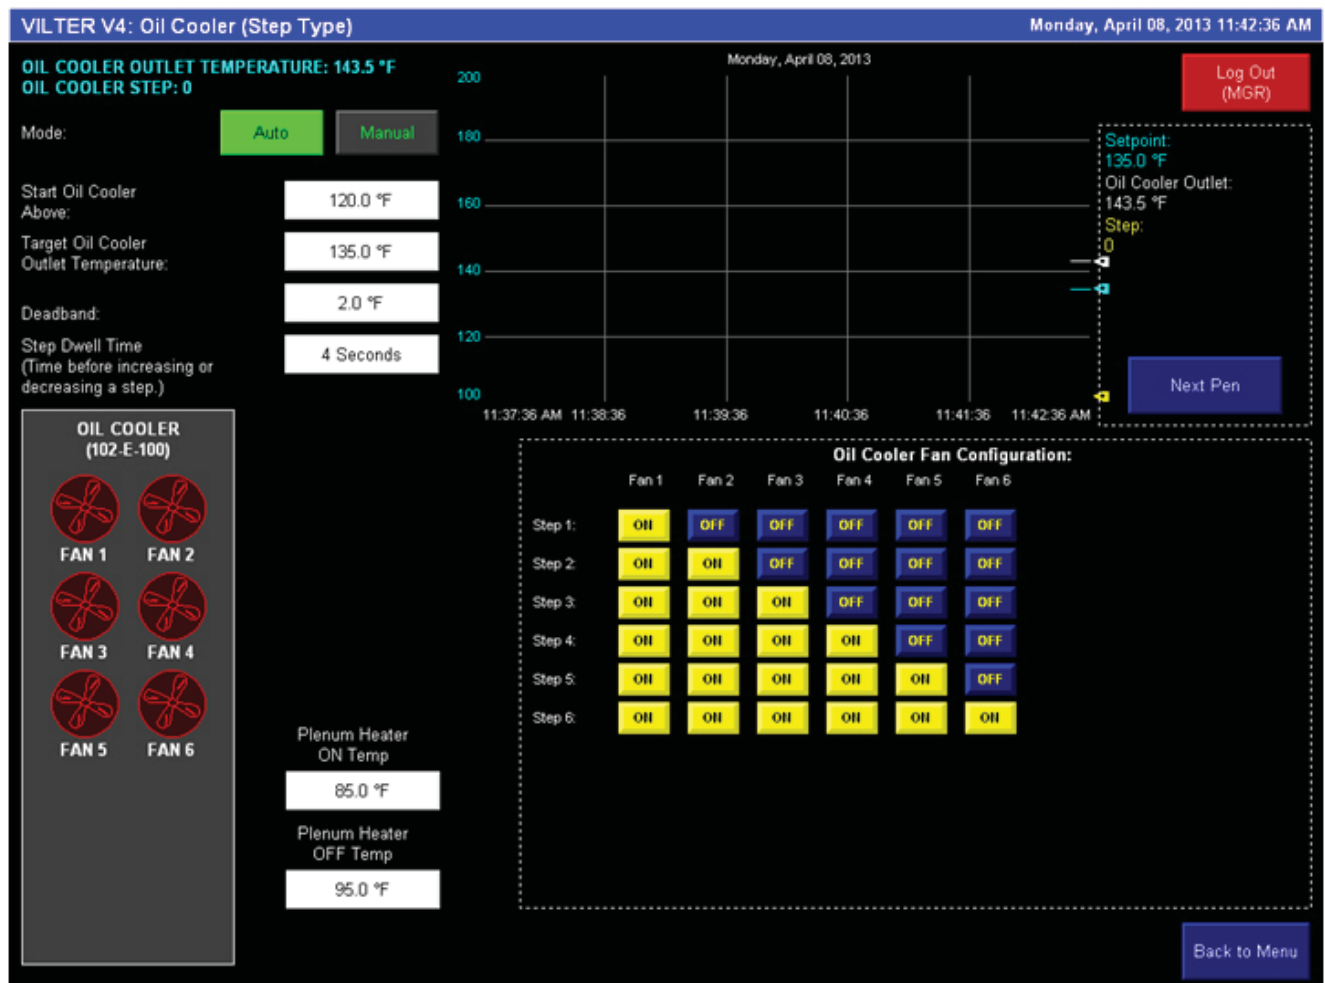 VILTER V4: Oil Cooler (Step Type)
Monday, April 08, 2013 11:42:36 AM
OIL COOLER OUTLET TEMPERATURE: 143.5 °F
OIL COOLER STEP: 0
Mode:
Auto
Manual
Start Oil Cooler
Above:
120.0 °F
Target Oil Cooler
Outlet Temperature:
135.0 °F
Deadband:
2.0 °F
Step Dwell Time
(Time before increasing or
decreasing a step.)
4 Seconds
Monday, April 08, 2013
200
180
160
140
120
100
11:37:36 AM 11:38:36 11:39:36 11:40:36 11:41:36 11:42:36 AM
Log Out
(MGR)
Setpoint:
135.0 °F
Oil Cooler Outlet:
143.5 °F
Step:
0
Next Pen
OIL COOLER
(102-E-100)
FAN 1 FAN 2
FAN 3 FAN 4
FAN 5 FAN 6
Plenum Heater
ON Temp
85.0 °F
Plenum Heater
OFF Temp
95.0 °F
Oil Cooler Fan Configuration:
Fan 1 Fan 2 Fan 3 Fan 4 Fan 5 Fan 6
Step 1: ON OFF OFF OFF OFF OFF
Step 2: ON ON OFF OFF OFF OFF
Step 3: ON ON ON OFF OFF OFF
Step 4: ON ON ON ON OFF OFF
Step 5: ON ON ON ON ON OFF
Step 6: ON ON ON ON ON ON
Back to Menu